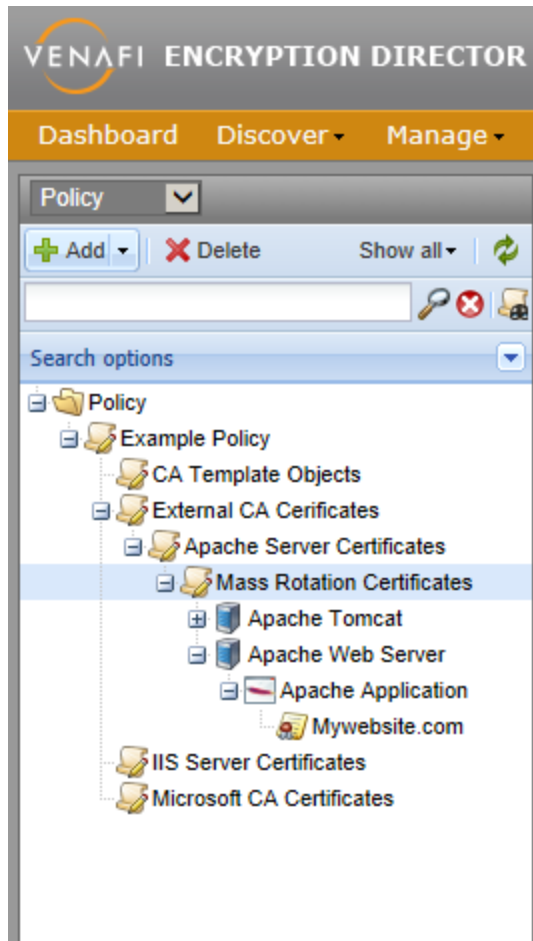 VENAFI ENCRYPTION DIRECTOR
Dashboard Discover Manage
Policy
Add Delete Show all
Search options
Policy
Example Policy
CA Template Objects
External CA Cerificates
Apache Server Certificates
Mass Rotation Certificates
Apache Tomcat
Apache Web Server
Apache Application
Mywebsite.com
IIS Server Certificates
Microsoft CA Certificates